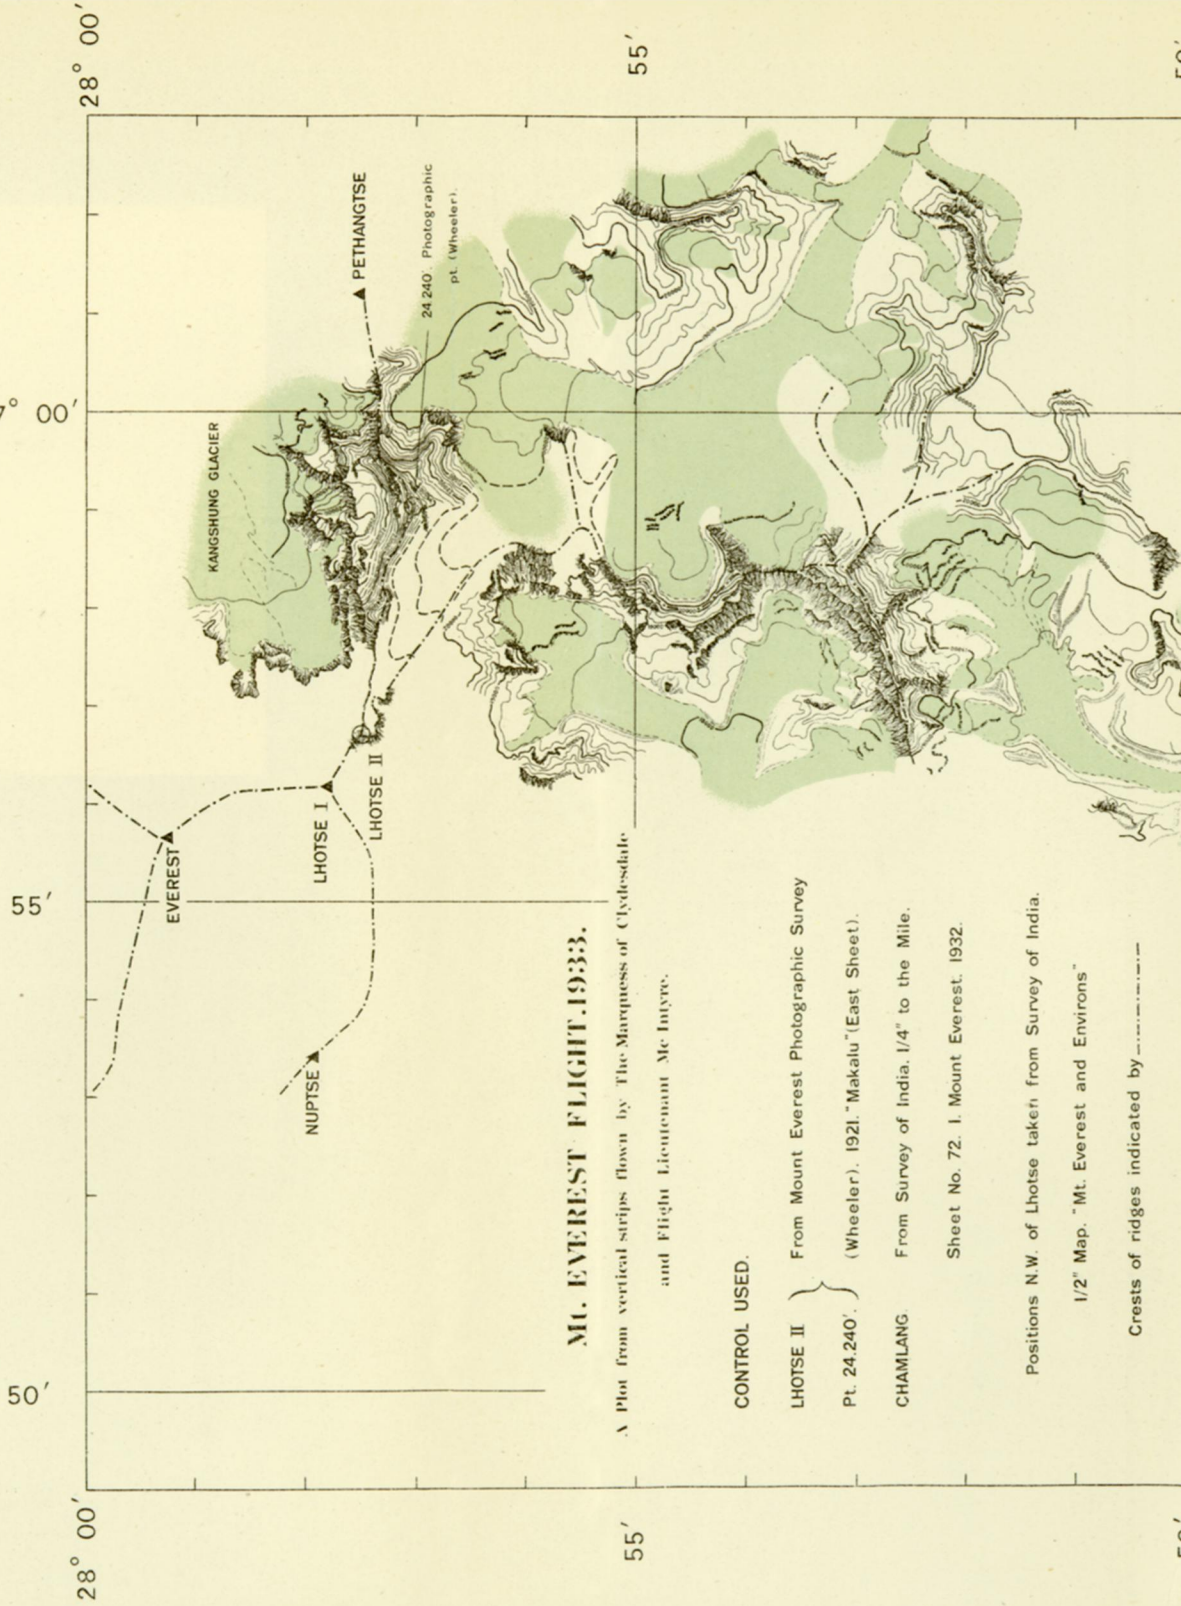 28° 00′
55′
KANGSHUNG GLACIER
▲ PETHANGTSE
24.240′. Photographic
pt. (Wheeler).
7° 00′
EVEREST
LHOTSE I
LHOTSE II
NUPTSE
55′
50′
28° 00′
55′
Mt. EVEREST FLIGHT.1933.
A Plot from vertical strips flown by The Marquess of Clydesdale
and Flight Lieutenant Mc Intyre.
CONTROL USED.
LHOTSE II } From Mount Everest Photographic Survey
Pt. 24.240′. (Wheeler). 1921. "Makalu" (East Sheet).
CHAMLANG. From Survey of India. 1/4" to the Mile.
Sheet No. 72. I. Mount Everest. 1932.
Positions N.W. of Lhotse taken from Survey of India.
1/2" Map. "Mt. Everest and Environs"
Crests of ridges indicated by